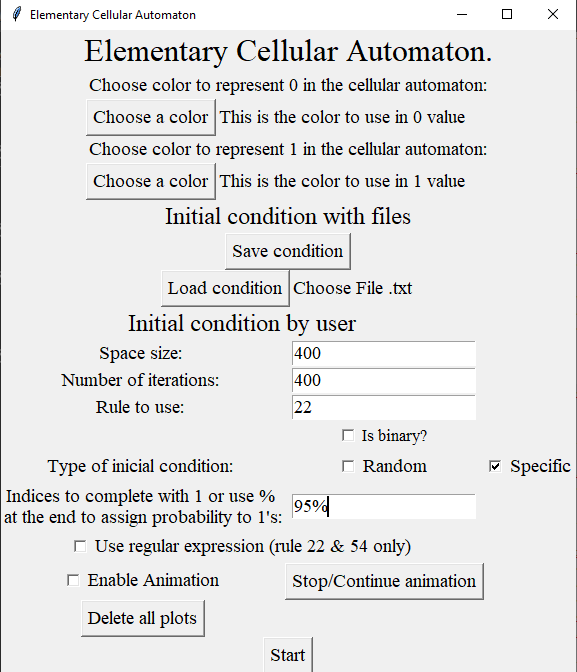 Elementary Cellular Automaton
Elementary Cellular Automaton.
Choose color to represent 0 in the cellular automaton:
Choose a color This is the color to use in 0 value
Choose color to represent 1 in the cellular automaton:
Choose a color This is the color to use in 1 value
Initial condition with files
Save condition
Load condition Choose File .txt
Initial condition by user
Space size: 400
Number of iterations: 400
Rule to use: 22
Is binary?
Type of inicial condition: Random Specific
Indices to complete with 1 or use %
at the end to assign probability to 1's: 95%
Use regular expression (rule 22 & 54 only)
Enable Animation Stop/Continue animation
Delete all plots
Start